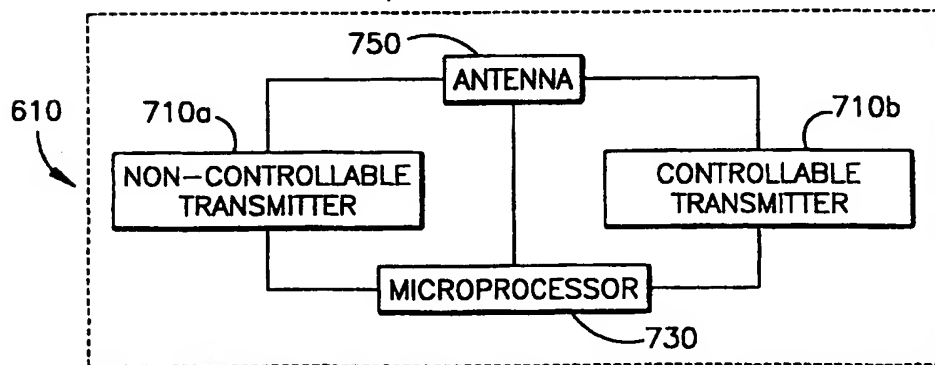 750
ANTENNA
610
710a
710b
NON-CONTROLLABLE
TRANSMITTER
CONTROLLABLE
TRANSMITTER
MICROPROCESSOR
730